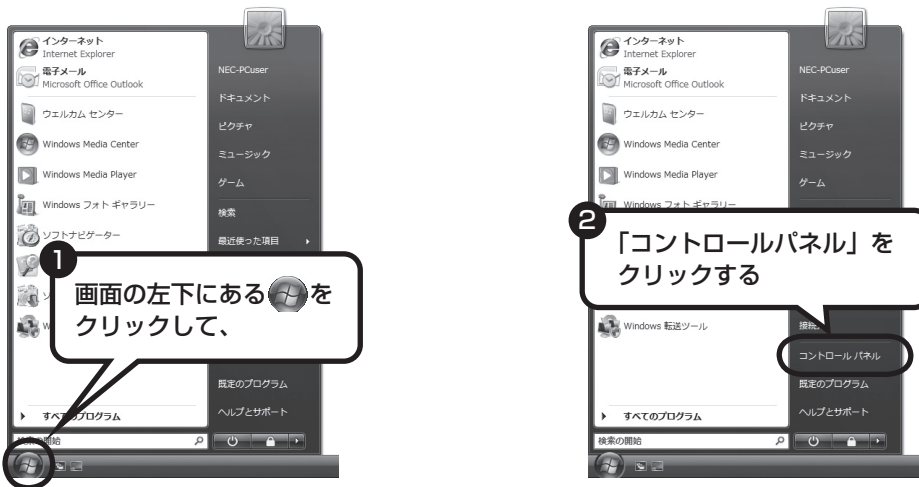 インターネット
Internet Explorer
電子メール
Microsoft Office Outlook
ウェルカム センター
Windows Media Center
Windows Media Player
Windows フォト ギャラリー
ソフトナビゲーター
すべてのプログラム
NEC-PCuser
ドキュメント
ピクチャ
ミュージック
ゲーム
検索
最近使った項目
既定のプログラム
ヘルプとサポート
1
画面の左下にあるを
クリックして、
インターネット
Internet Explorer
電子メール
Microsoft Office Outlook
ウェルカム センター
Windows Media Center
Windows Media Player
Windows フォト ギャラリー
Windows 転送ツール
すべてのプログラム
検索の開始
NEC-PCuser
ドキュメント
ピクチャ
ミュージック
ゲーム
コントロール パネル
既定のプログラム
ヘルプとサポート
2
「コントロールパネル」を
クリックする